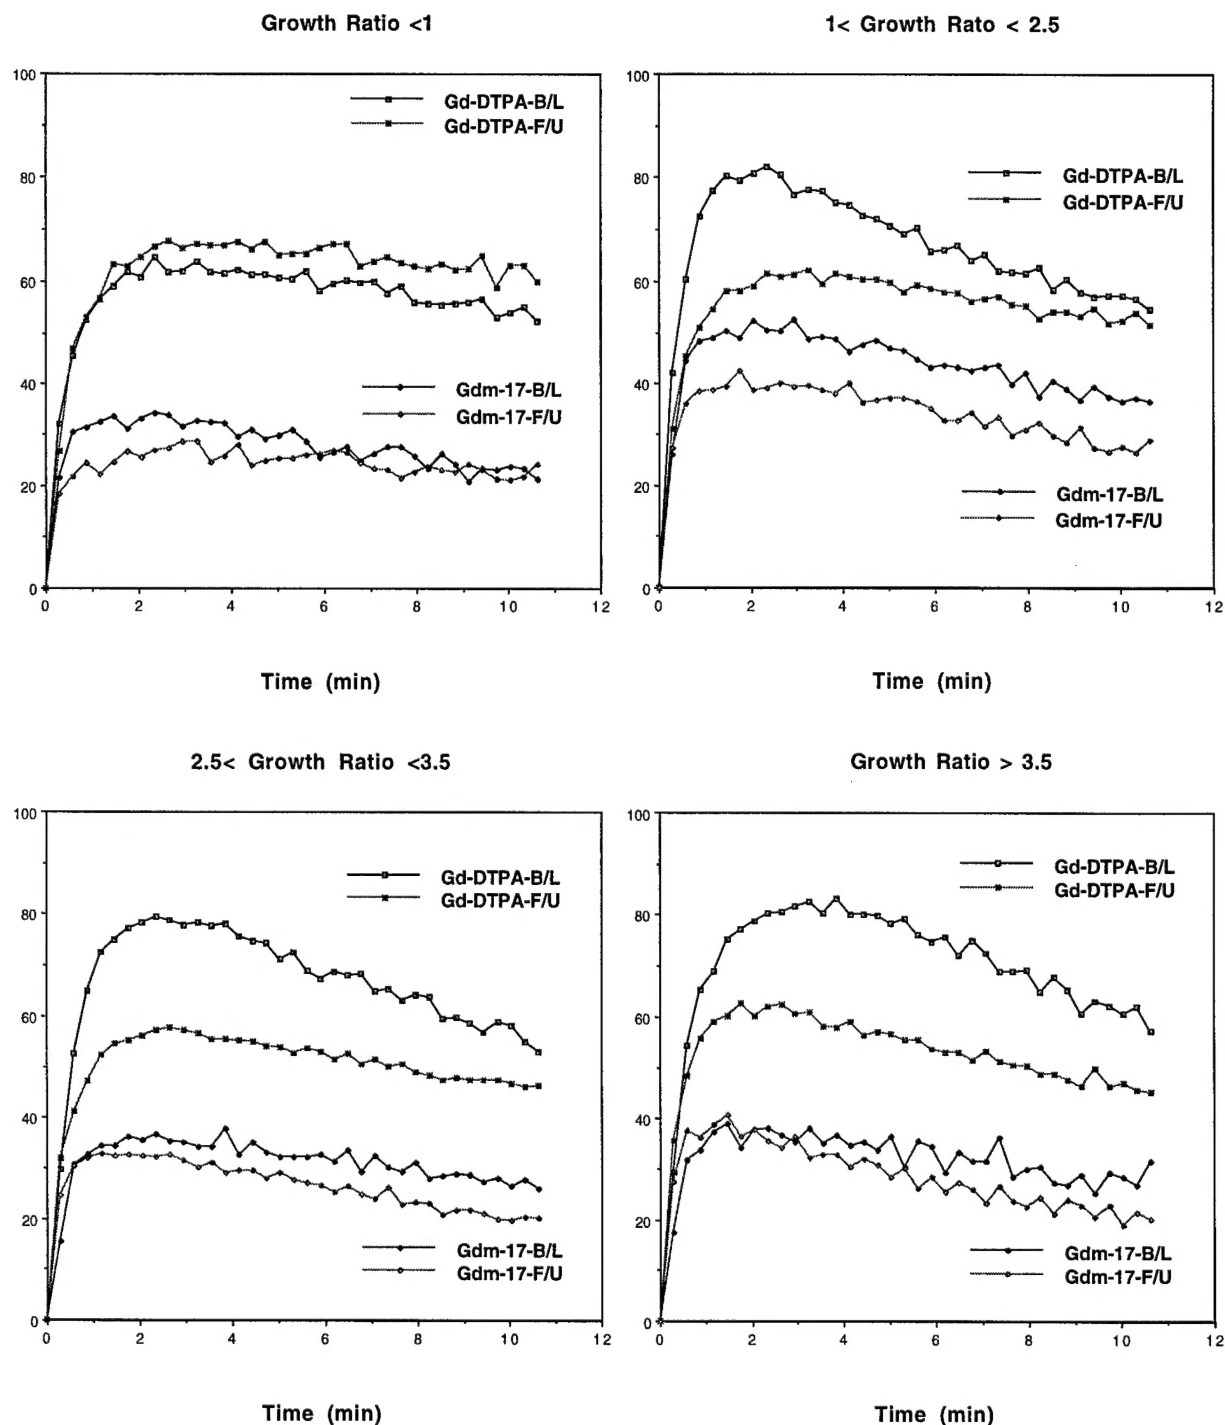 Growth Ratio <1
100
80
60
40
20
0
0 2 4 6 8 10 12
Gd-DTPA-B/L
Gd-DTPA-F/U
Gdm-17-B/L
Gdm-17-F/U
Time (min)
1< Growth Rato < 2.5
100
80
60
40
20
0
0 2 4 6 8 10 12
Gd-DTPA-B/L
Gd-DTPA-F/U
Gdm-17-B/L
Gdm-17-F/U
Time (min)
2.5< Growth Ratio <3.5
100
80
60
40
20
0
0 2 4 6 8 10 12
Gd-DTPA-B/L
Gd-DTPA-F/U
Gdm-17-B/L
Gdm-17-F/U
Time (min)
Growth Ratio > 3.5
100
80
60
40
20
0
0 2 4 6 8 10 12
Gd-DTPA-B/L
Gd-DTPA-F/U
Gdm-17-B/L
Gdm-17-F/U
Time (min)